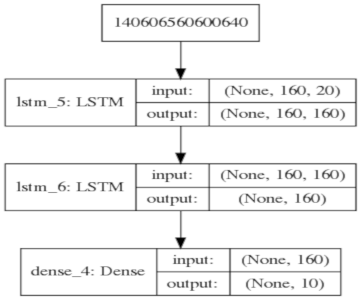 140606560600640
lstm_5: LSTM
input: (None, 160, 20)
output: (None, 160, 160)
lstm_6: LSTM
input: (None, 160, 160)
output: (None, 160)
dense_4: Dense
input: (None, 160)
output: (None, 10)